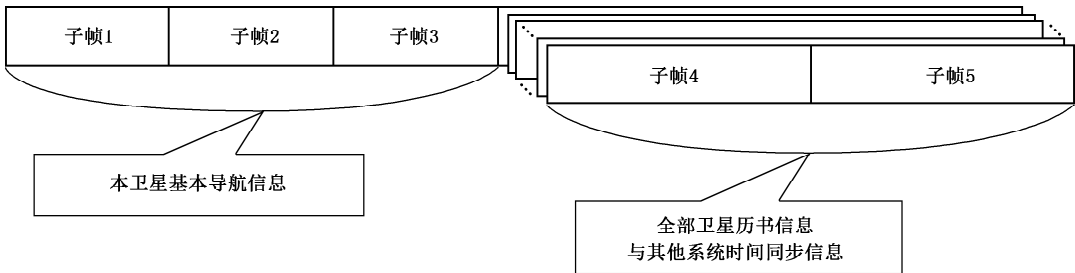 子帧1
子帧2
子帧3
子帧4
子帧5
本卫星基本导航信息
全部卫星历书信息
与其他系统时间同步信息